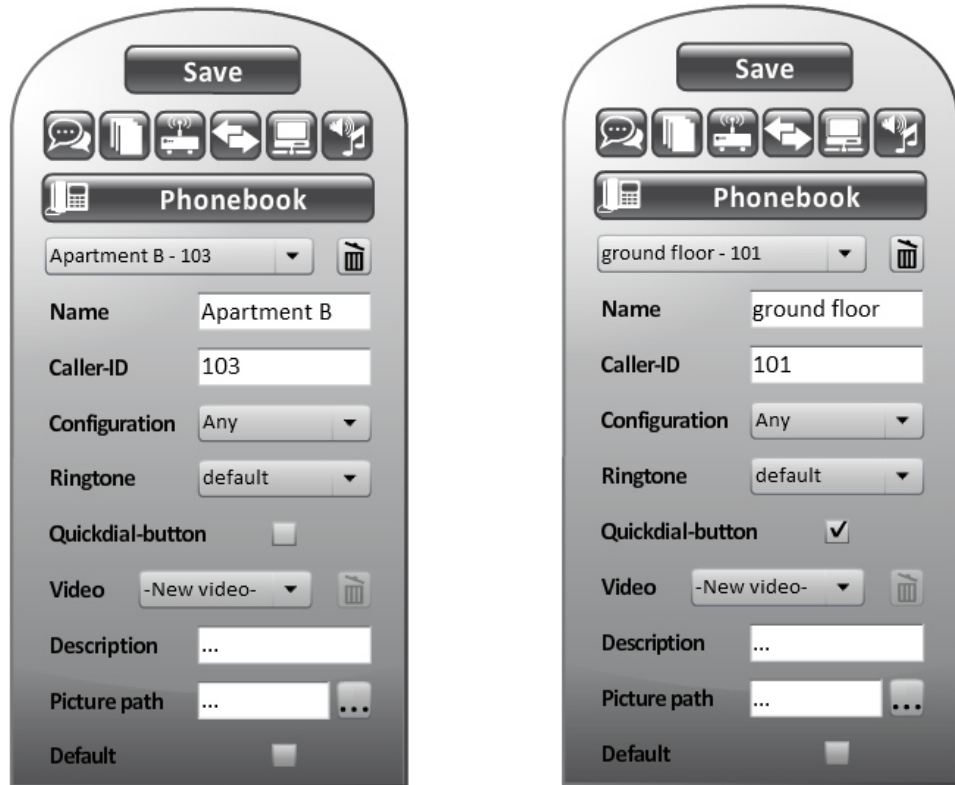 Save
Phonebook
Apartment B - 103
Name Apartment B
Caller-ID 103
Configuration Any
Ringtone default
Quickdial-button
Video -New video-
Description ...
Picture path ... ...
Default
Save
Phonebook
ground floor - 101
Name ground floor
Caller-ID 101
Configuration Any
Ringtone default
Quickdial-button
Video -New video-
Description ...
Picture path ... ...
Default